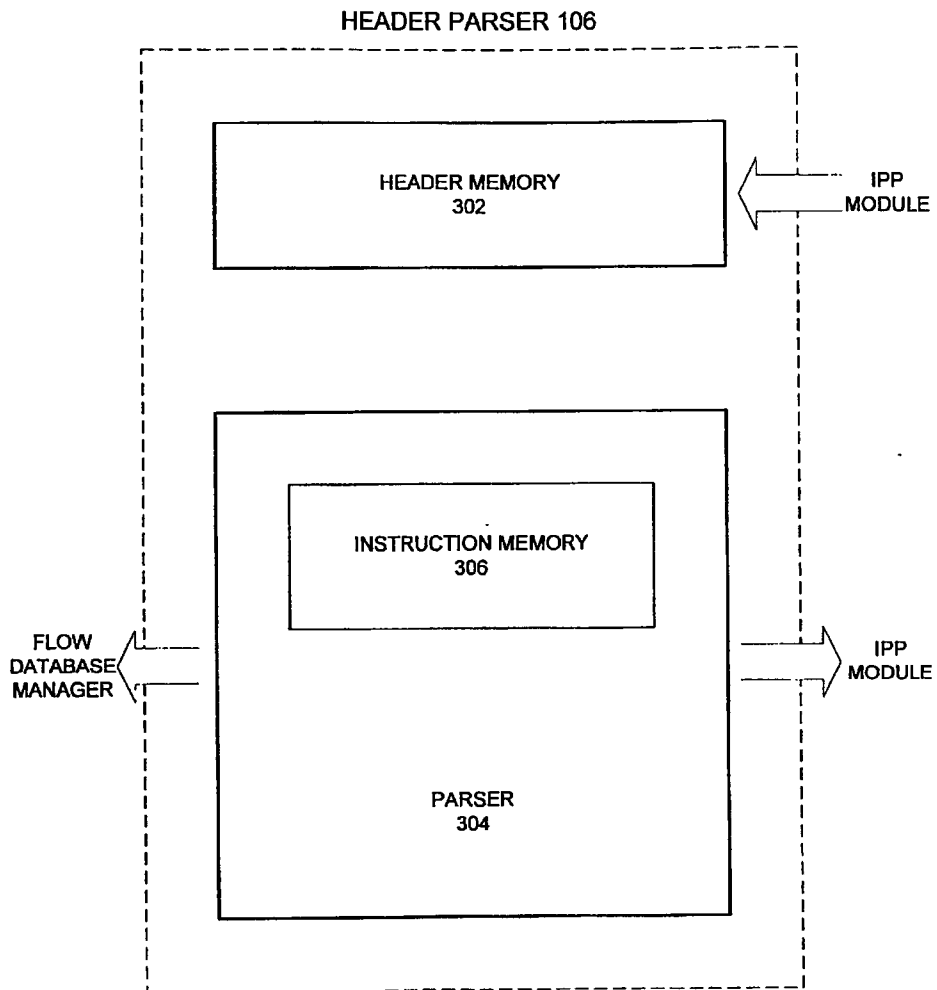 HEADER PARSER 106
HEADER MEMORY
302
IPP
MODULE
INSTRUCTION MEMORY
306
FLOW
DATABASE
MANAGER
IPP
MODULE
PARSER
304